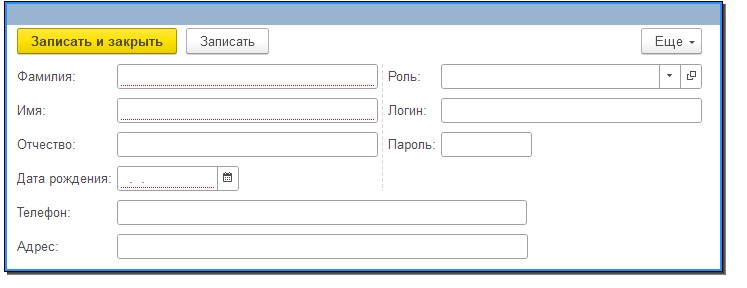 Записать и закрыть Записать Еще
Фамилия: Роль:
Имя: Логин:
Отчество: Пароль:
Дата рождения: . .
Телефон:
Адрес: